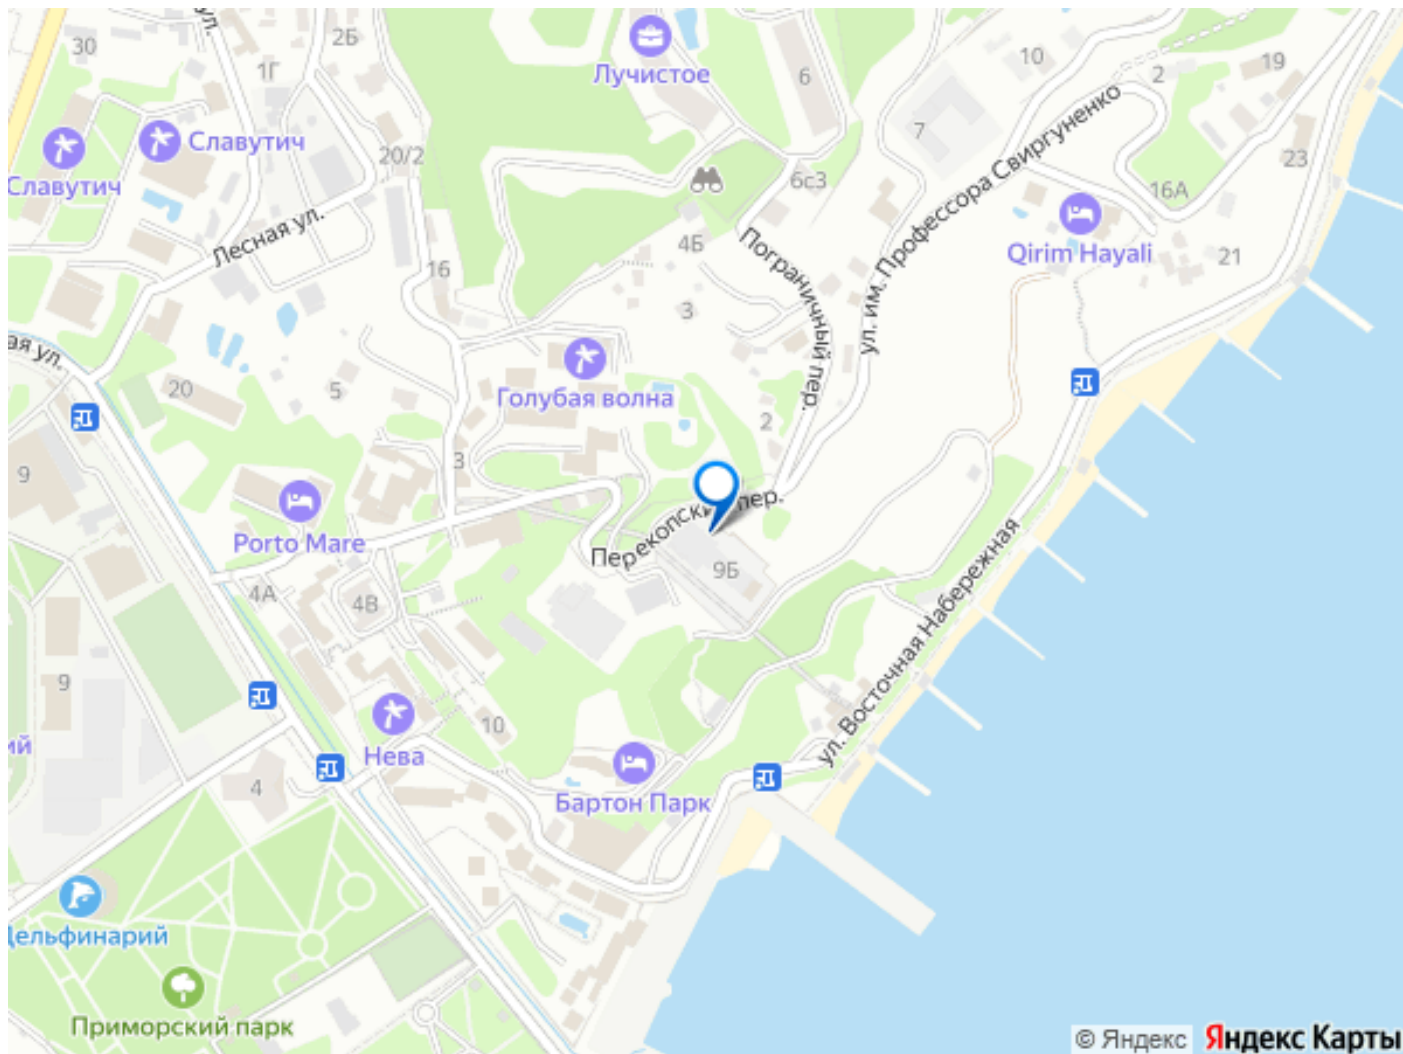 ул.
2Б
30
1Г
Лучистое
6
10
2
19
7
Славутич
Славутич
20/2
6с3
23
16А
ул. им. Профессора Свиргуненко
Лесная ул.
4Б
Пограничный пер.
Qirim Hayali
21
16
3
ая ул.
20
5
Голубая волна
2
9
3
Перекопский пер.
Porto Mare
9Б
4А
4В
ул. Восточная Набережная
9
10
ий
Нева
4
Бартон Парк
Дельфинарий
Приморский парк
© Яндекс Яндекс Карты